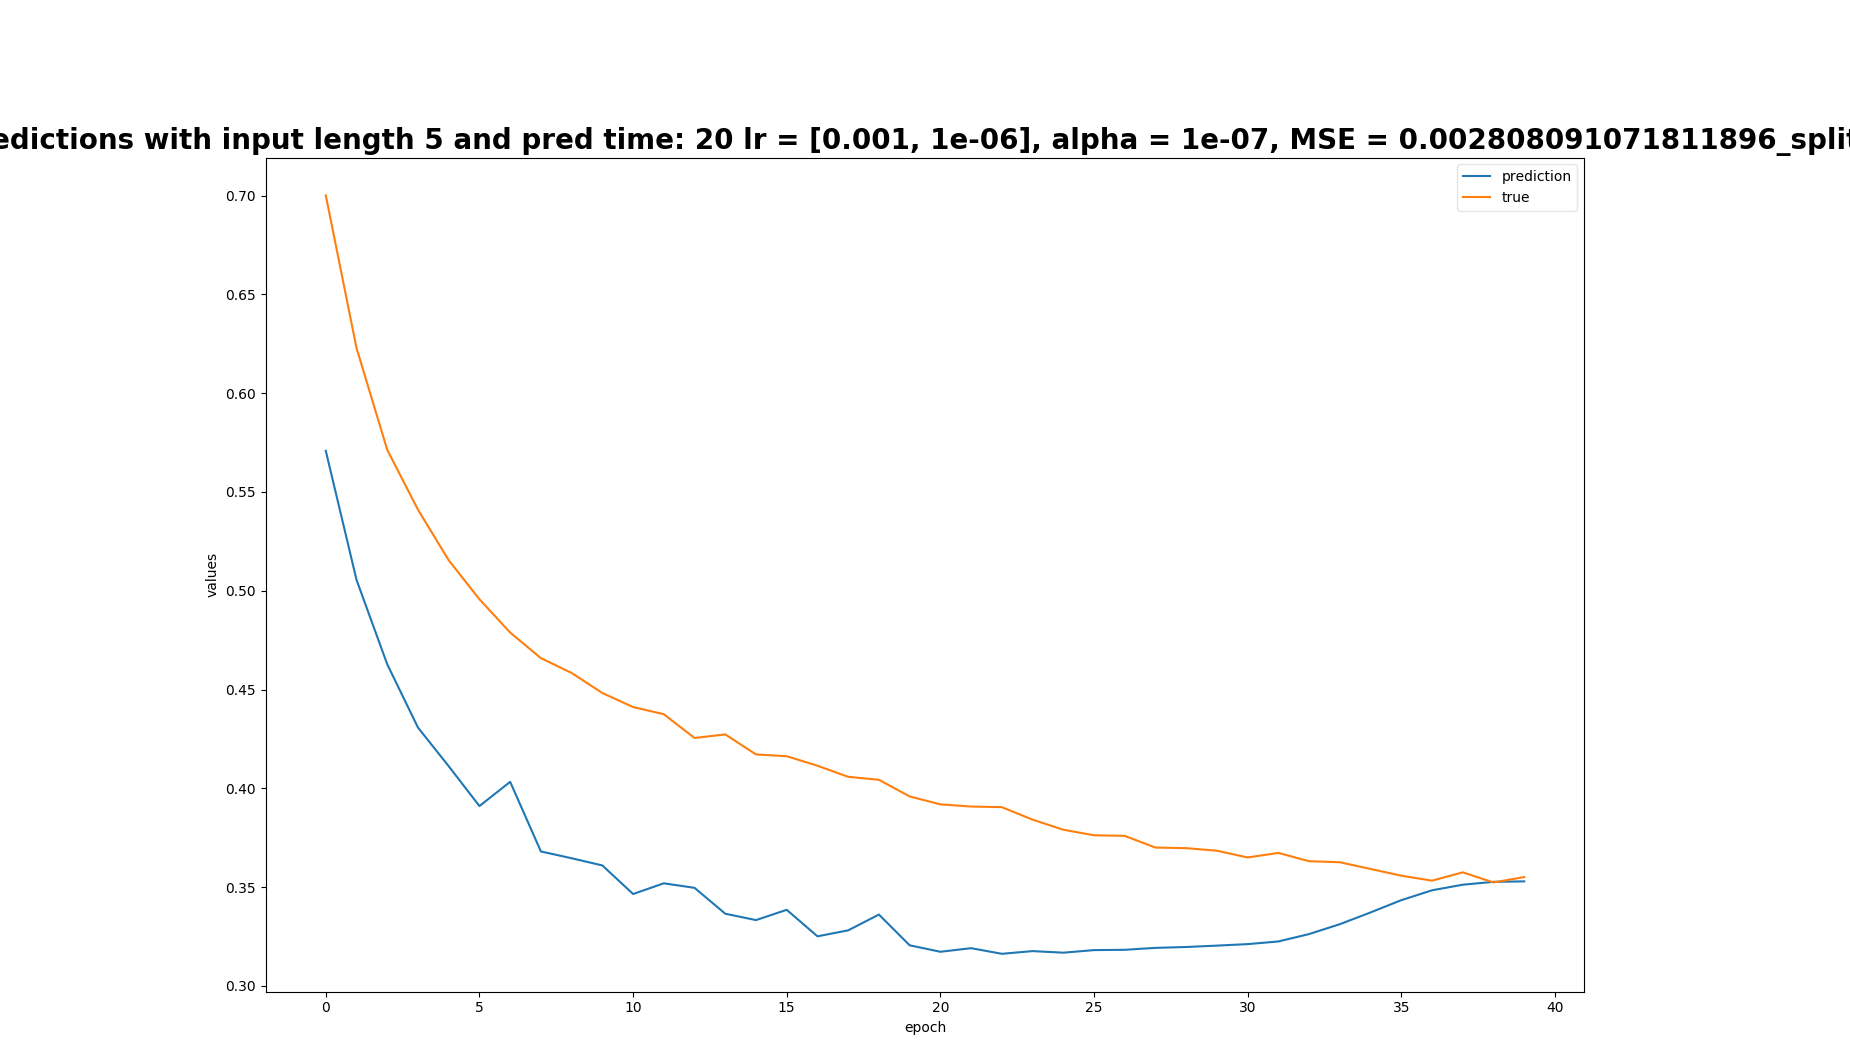 edictions with input length 5 and pred time: 20 lr = [0.001, 1e-06], alpha = 1e-07, MSE = 0.002808091071811896_split
prediction
true
0.70
0.65
0.60
0.55
0.50
0.45
0.40
0.35
0.30
values
0 5 10 15 20 25 30 35 40
epoch